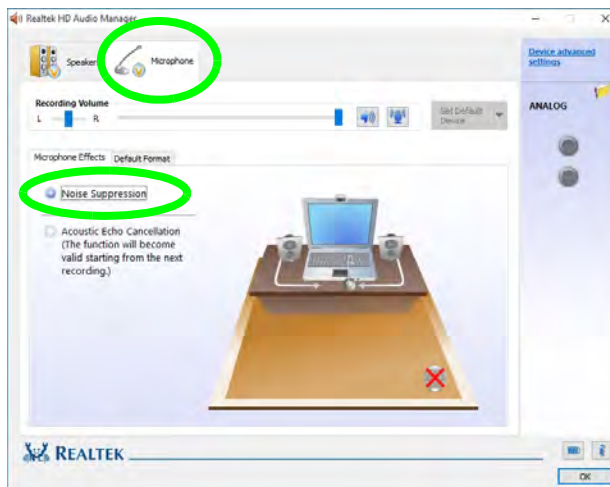 Realtek HD Audio Manager
Device advanced
settings
Speakers
Microphone
Recording Volume
L
R
Set Default
Device
ANALOG
Microphone Effects
Default Format
Noise Suppression
Acoustic Echo Cancellation
(The function will become
valid starting from the next
recording.)
REALTEK
OK